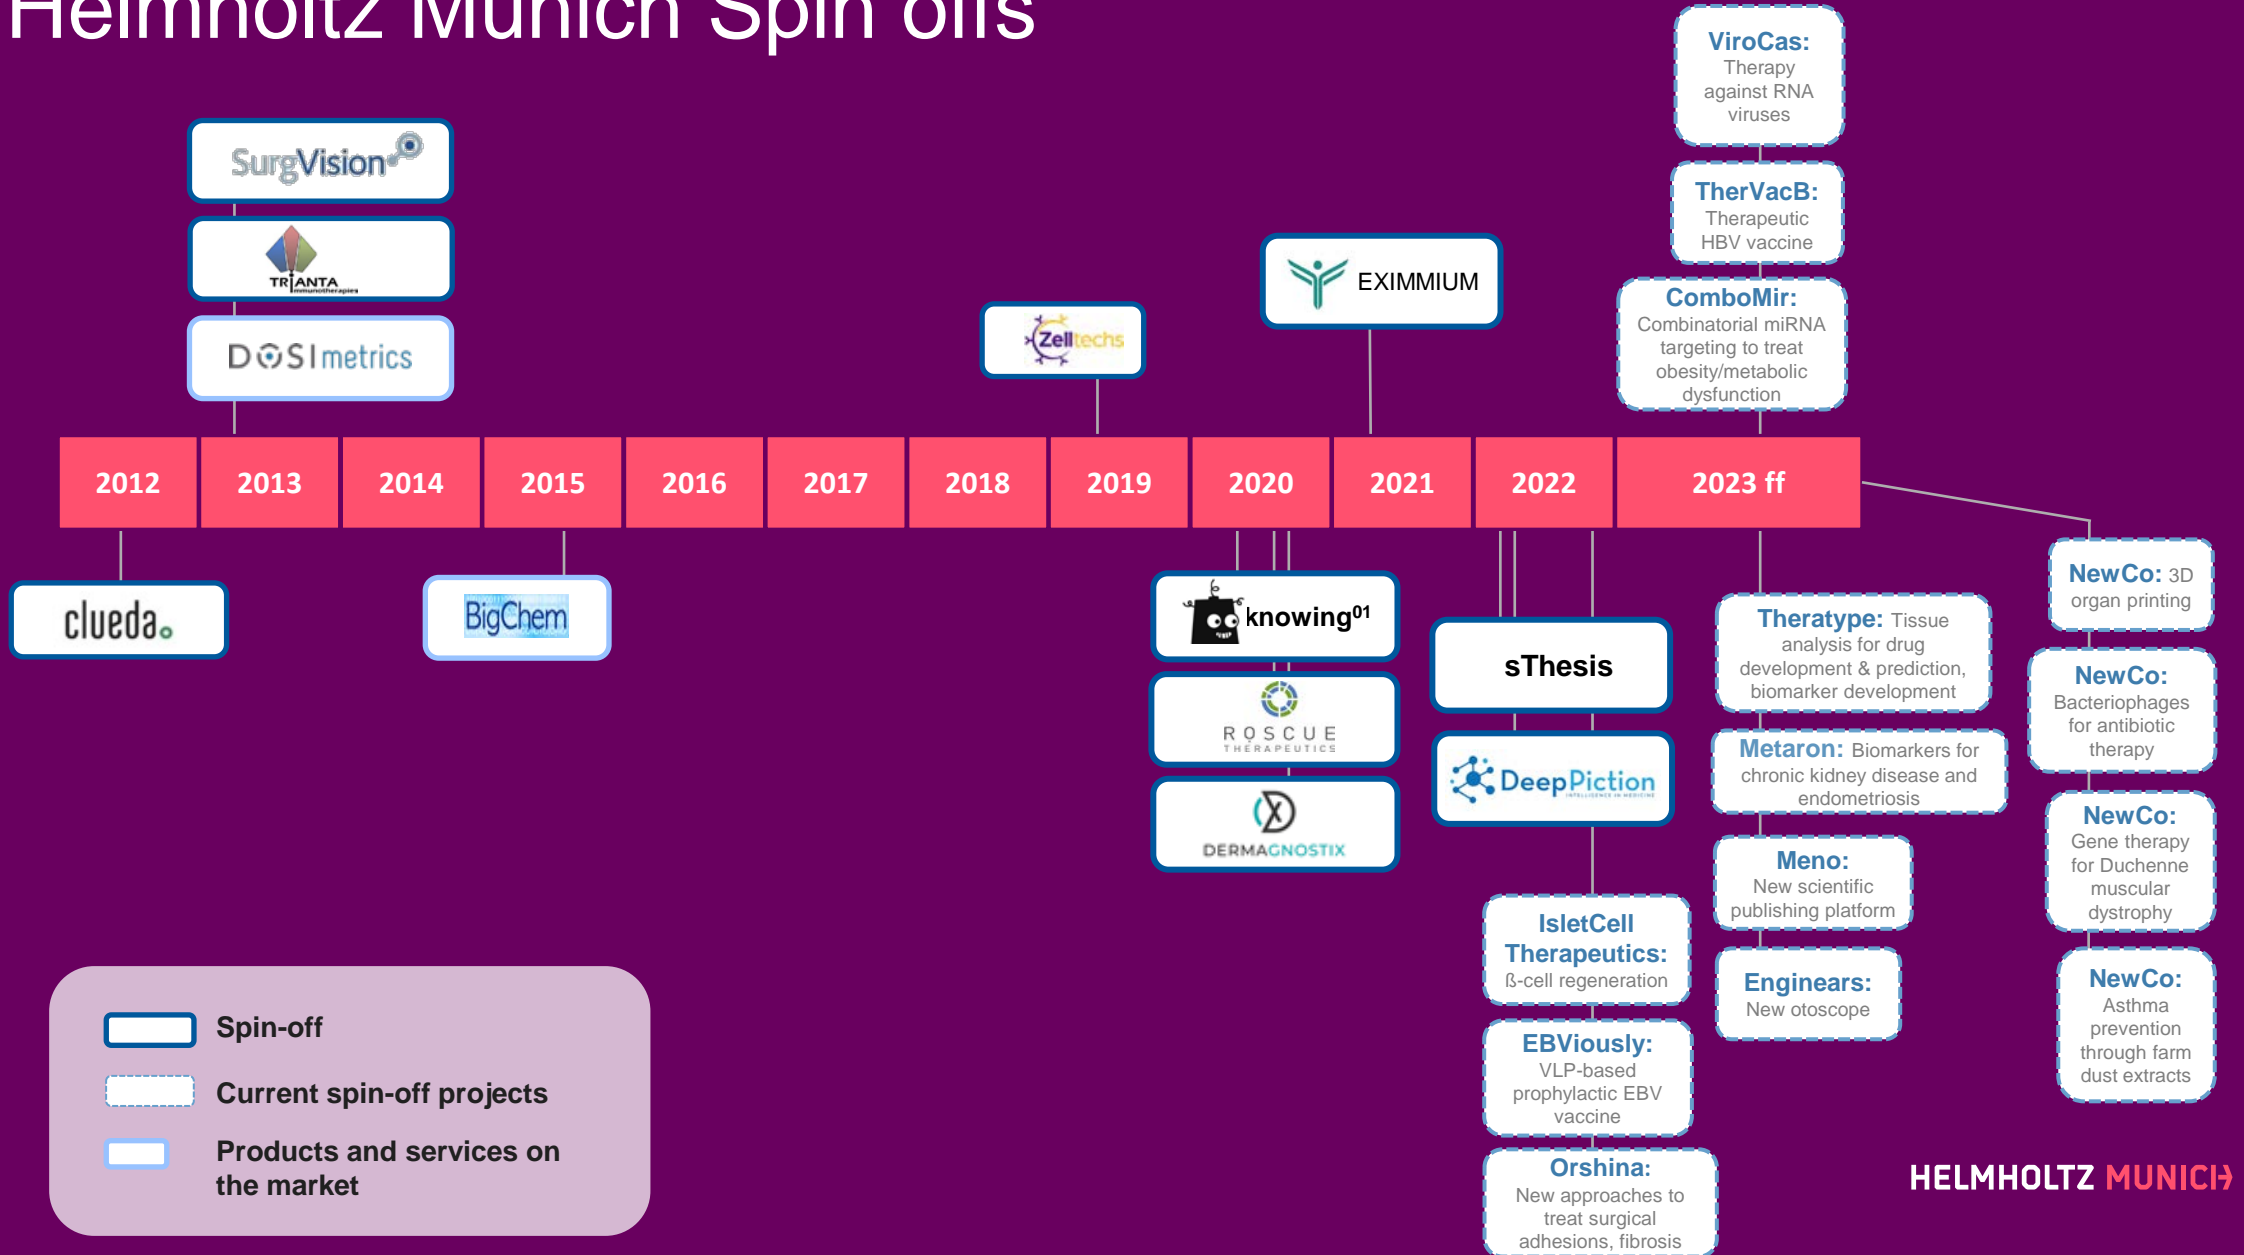 Helmholtz Munich Spin offs
SurgVision
TRIANTA
Immunotherapies
DOSImetrics
Zelltechs
EXIMMIUM
ViroCas:
Therapy
against RNA
viruses
TherVacB:
Therapeutic
HBV vaccine
ComboMir:
Combinatorial miRNA
targeting to treat
obesity/metabolic
dysfunction
2012
2013
2014
2015
2016
2017
2018
2019
2020
2021
2022
2023 ff
clueda
BigChem
knowing01
ROSCUE
THERAPEUTICS
DERMAGNOSTIX
sThesis
DeepPiction
INTELLIGENCE IN MEDICINE
IsletCell
Therapeutics:
ß-cell regeneration
EBViously:
VLP-based
prophylactic EBV
vaccine
Orshina:
New approaches to
treat surgical
adhesions, fibrosis
Theratype: Tissue
analysis for drug
development & prediction,
biomarker development
Metaron: Biomarkers for
chronic kidney disease and
endometriosis
Meno:
New scientific
publishing platform
Enginears:
New otoscope
NewCo: 3D
organ printing
NewCo:
Bacteriophages
for antibiotic
therapy
NewCo:
Gene therapy
for Duchenne
muscular
dystrophy
NewCo:
Asthma
prevention
through farm
dust extracts
Spin-off
Current spin-off projects
Products and services on
the market
HELMHOLTZ MUNICH